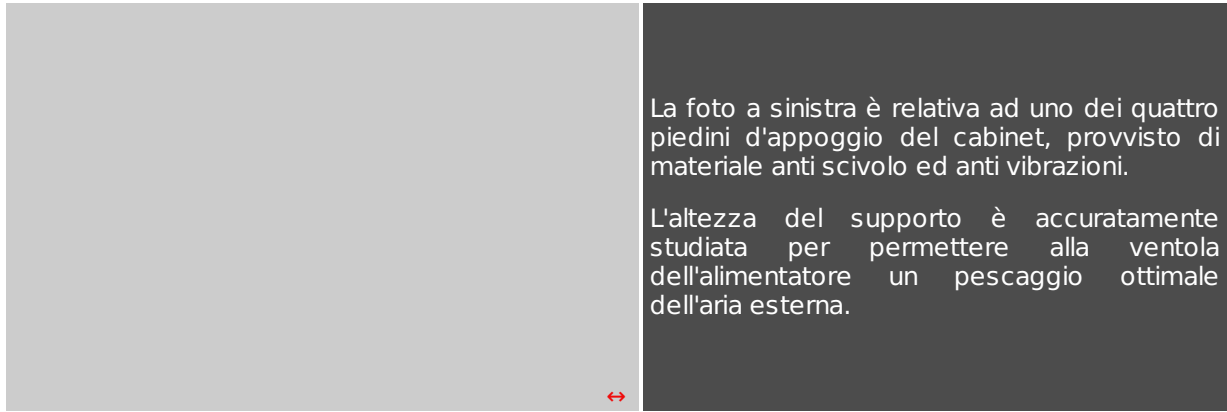 La foto a sinistra è relativa ad uno dei quattro
piedini d'appoggio del cabinet, provvisto di
materiale anti scivolo ed anti vibrazioni.
L'altezza del supporto è accuratamente
studiata per permettere alla ventola
dell'alimentatore un pescaggio ottimale
dell'aria esterna.